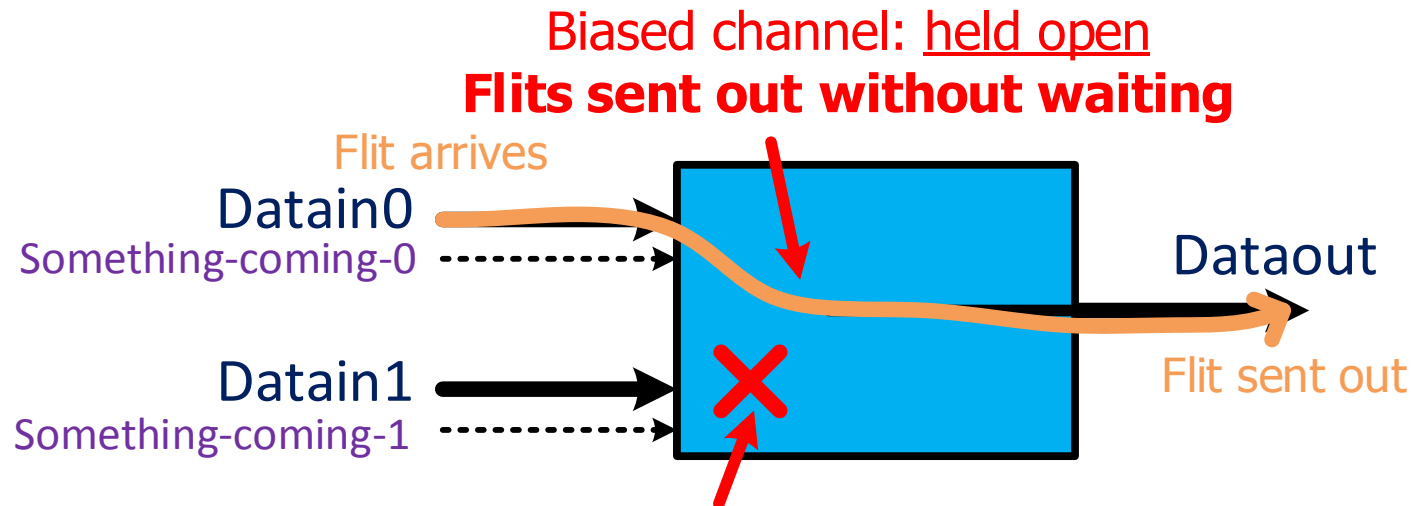 Biased channel: held open
Flits sent out without waiting
Flit arrives
Datain0
Something-coming-0
Dataout
Datain1
Flit sent out
Something-coming-1